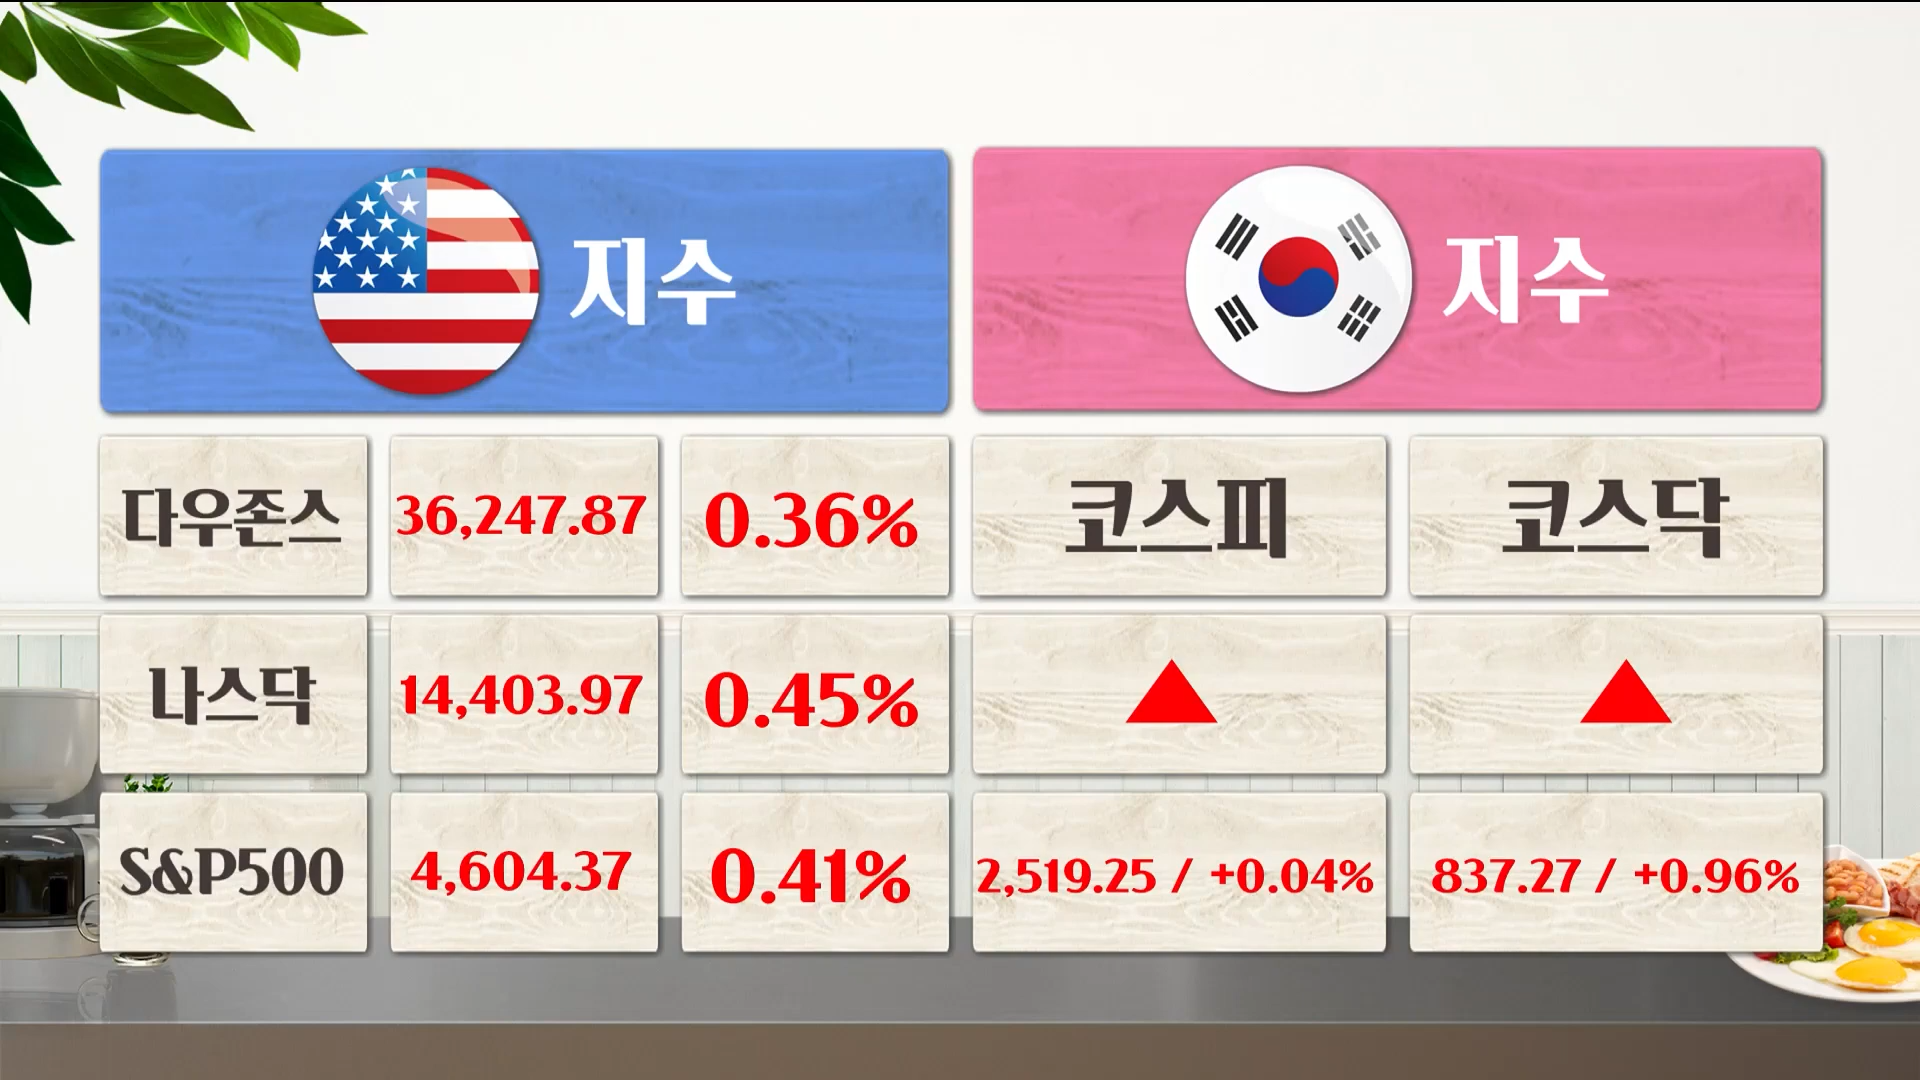 지수
지수
다우존스 36,247.87 0.36% 코스피 코스닥
나스닥 14,403.97 0.45%
S&P500 4,604.37 0.41% 2,519.25 / +0.04% 837.27 / +0.96%